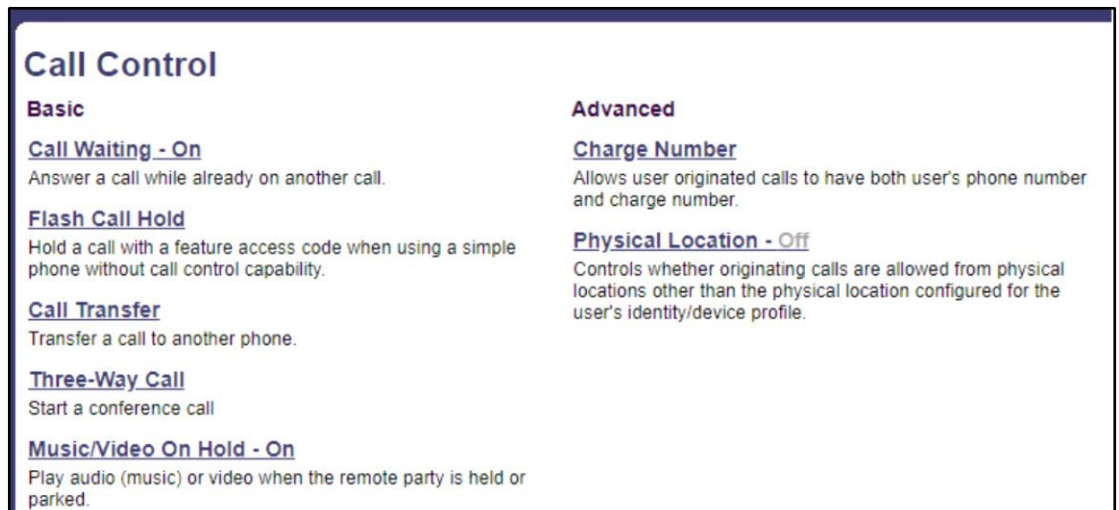 Call Control
Basic
Call Waiting - On
Answer a call while already on another call.
Flash Call Hold
Hold a call with a feature access code when using a simple
phone without call control capability.
Call Transfer
Transfer a call to another phone.
Three-Way Call
Start a conference call
Music/Video On Hold - On
Play audio (music) or video when the remote party is held or
parked.
Advanced
Charge Number
Allows user originated calls to have both user's phone number
and charge number.
Physical Location - Off
Controls whether originating calls are allowed from physical
locations other than the physical location configured for the
user's identity/device profile.